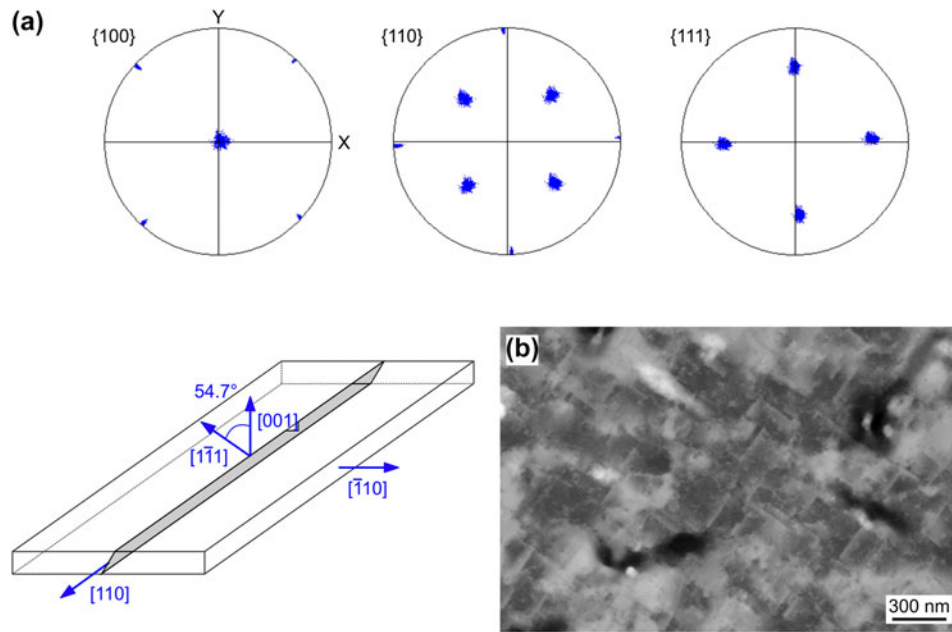 (a)
{100}
Y
X
{110}
{111}
54.7°
[001]
[11̄1]
[1̄10]
[110]
(b)
300 nm